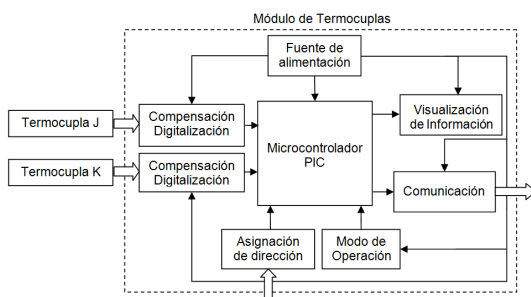 Módulo de Termocuplas
Fuente de
alimentación
Termocupla J
Compensación
Digitalización
Microcontrolador
PIC
Visualización
de Información
Termocupla K
Compensación
Digitalización
Comunicación
Asignación
de dirección
Modo de
Operación